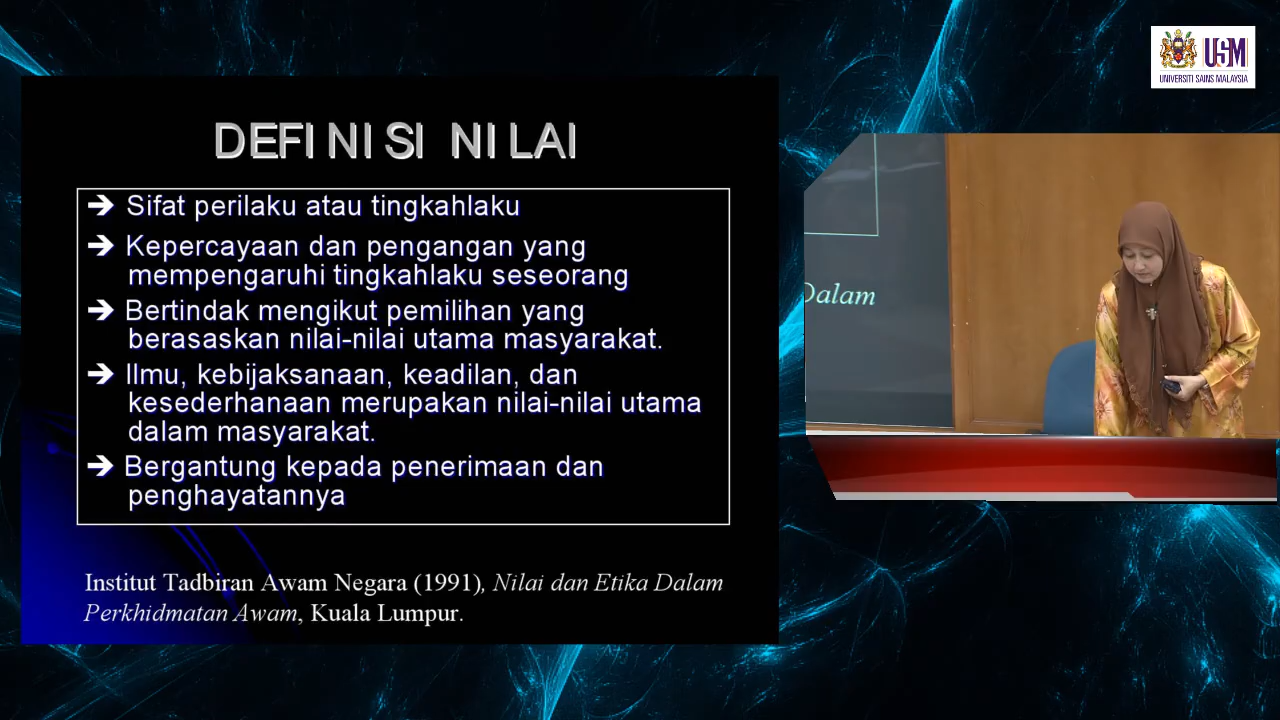 USM
UNIVERSITI SAINS MALAYSIA
DEFINISI NILAI
➔ Sifat perilaku atau tingkahlaku
➔ Kepercayaan dan pengangan yang
mempengaruhi tingkahlaku seseorang
➔ Bertindak mengikut pemilihan yang
berasaskan nilai-nilai utama masyarakat.
➔ Ilmu, kebijaksanaan, keadilan, dan
kesederhanaan merupakan nilai-nilai utama
dalam masyarakat.
➔ Bergantung kepada penerimaan dan
penghayatannya
Institut Tadbiran Awam Negara (1991), Nilai dan Etika Dalam
Perkhidmatan Awam, Kuala Lumpur.
Dalam